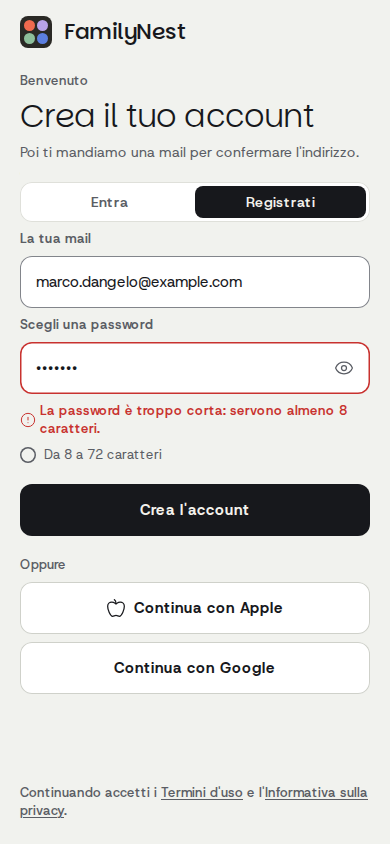 FamilyNest
Benvenuto
Crea il tuo account
Poi ti mandiamo una mail per confermare l'indirizzo.
Entra
Registrati
La tua mail
marco.dangelo@example.com
Scegli una password
•••••••
La password è troppo corta: servono almeno 8
caratteri.
Da 8 a 72 caratteri
Crea l'account
Oppure
Continua con Apple
Continua con Google
Continuando accetti i Termini d'uso e l'Informativa sulla
privacy.